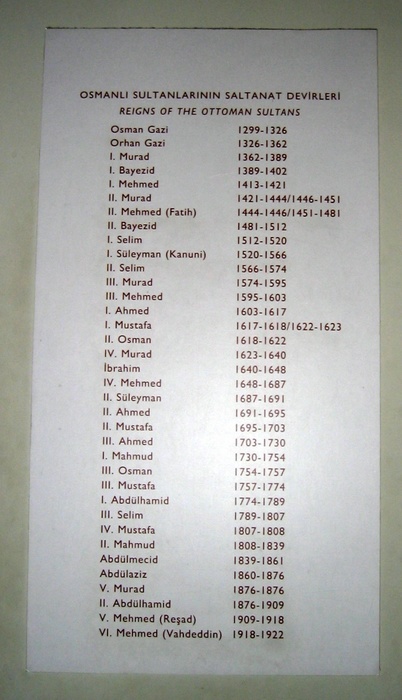 OSMANLI SULTANLARININ SALTANAT DEVİRLERİ
REIGNS OF THE OTTOMAN SULTANS
Osman Gazi 1299-1326
Orhan Gazi 1326-1362
I. Murad 1362-1389
I. Bayezid 1389-1402
I. Mehmed 1413-1421
II. Murad 1421-1444/1446-1451
II. Mehmed (Fatih) 1444-1446/1451-1481
II. Bayezid 1481-1512
I. Selim 1512-1520
I. Süleyman (Kanuni) 1520-1566
II. Selim 1566-1574
III. Murad 1574-1595
III. Mehmed 1595-1603
I. Ahmed 1603-1617
I. Mustafa 1617-1618/1622-1623
II. Osman 1618-1622
IV. Murad 1623-1640
İbrahim 1640-1648
IV. Mehmed 1648-1687
II. Süleyman 1687-1691
II. Ahmed 1691-1695
II. Mustafa 1695-1703
III. Ahmed 1703-1730
I. Mahmud 1730-1754
III. Osman 1754-1757
III. Mustafa 1757-1774
I. Abdülhamid 1774-1789
III. Selim 1789-1807
IV. Mustafa 1807-1808
II. Mahmud 1808-1839
Abdülmecid 1839-1861
Abdülaziz 1860-1876
V. Murad 1876-1876
II. Abdülhamid 1876-1909
V. Mehmed (Reşad) 1909-1918
VI. Mehmed (Vahdeddin) 1918-1922